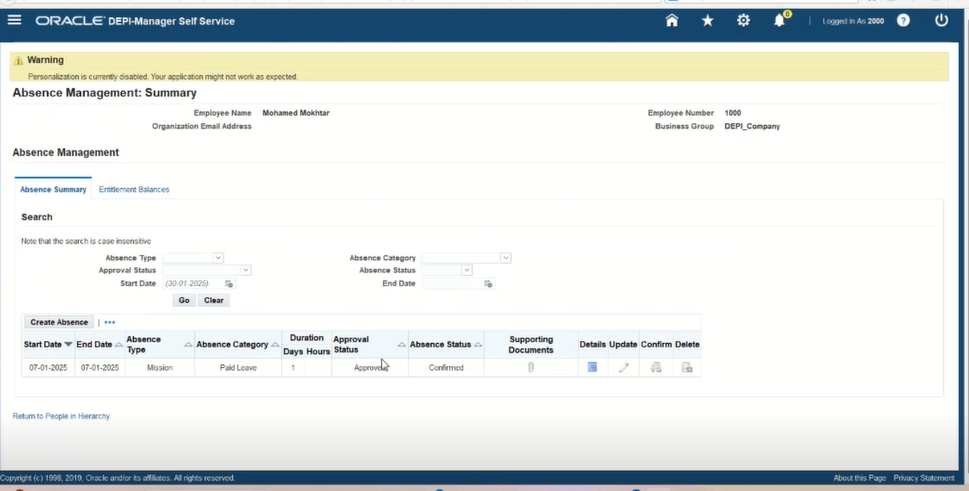 ORACLE DEPI-Manager Self Service
6
Logged In As 2000
?
Warning
Personalization is currently disabled. Your application might not work as expected.
Absence Management: Summary
Employee Name Mohamed Mokhtar Employee Number 1000
Organization Email Address Business Group DEPI_Company
Absence Management
Absence Summary Entitlement Balances
Search
Note that the search is case insensitive
Absence Type Absence Category
Approval Status Absence Status
Start Date (30-01-2025) End Date
Go Clear
Create Absence | •••
Start Date End Date Absence Type Absence Category Duration Days Hours Approval Status Absence Status Supporting Documents Details Update Confirm Delete
07-01-2025 07-01-2025 Mission Paid Leave 1 Approved Confirmed
Return to People in Hierarchy
Copyright (c) 1998, 2019, Oracle and/or its affiliates. All rights reserved. About this Page Privacy Statement